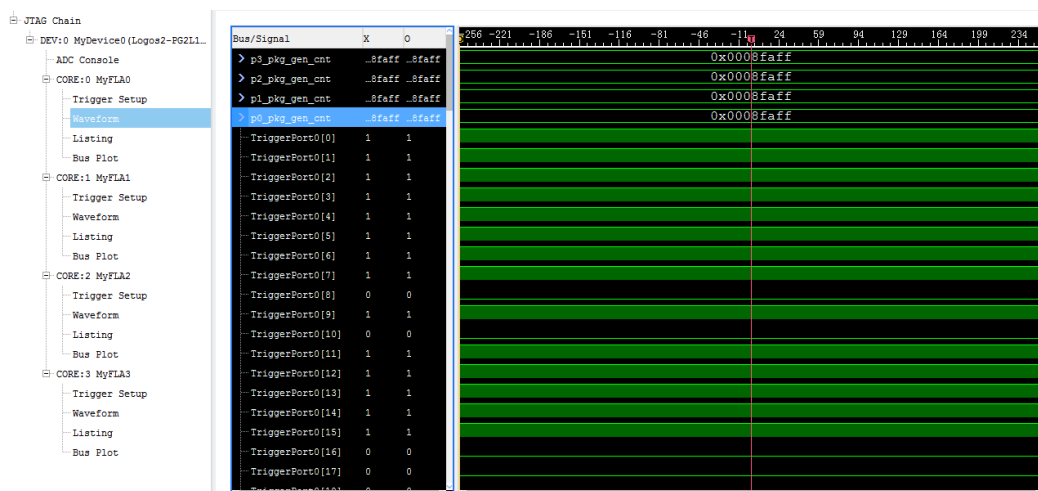 JTAG Chain
DEV:0 MyDevice0(Logos2-PG2L1...
ADC Console
CORE:0 MyFLA0
Trigger Setup
Waveform
Listing
Bus Plot
CORE:1 MyFLA1
Trigger Setup
Waveform
Listing
Bus Plot
CORE:2 MyFLA2
Trigger Setup
Waveform
Listing
Bus Plot
CORE:3 MyFLA3
Trigger Setup
Waveform
Listing
Bus Plot
Bus/Signal X O 256 -221 -186 -151 -116 -81 -46 -11 24 59 94 129 164 199 234
p3_pkg_gen_cnt …8faff …8faff 0x0008faff
p2_pkg_gen_cnt …8faff …8faff 0x0008faff
p1_pkg_gen_cnt …8faff …8faff 0x0008faff
p0_pkg_gen_cnt …8faff …8faff 0x0008faff
TriggerPort0[0] 1 1
TriggerPort0[1] 1 1
TriggerPort0[2] 1 1
TriggerPort0[3] 1 1
TriggerPort0[4] 1 1
TriggerPort0[5] 1 1
TriggerPort0[6] 1 1
TriggerPort0[7] 1 1
TriggerPort0[8] 0 0
TriggerPort0[9] 1 1
TriggerPort0[10] 0 0
TriggerPort0[11] 1 1
TriggerPort0[12] 1 1
TriggerPort0[13] 1 1
TriggerPort0[14] 1 1
TriggerPort0[15] 1 1
TriggerPort0[16] 0 0
TriggerPort0[17] 0 0